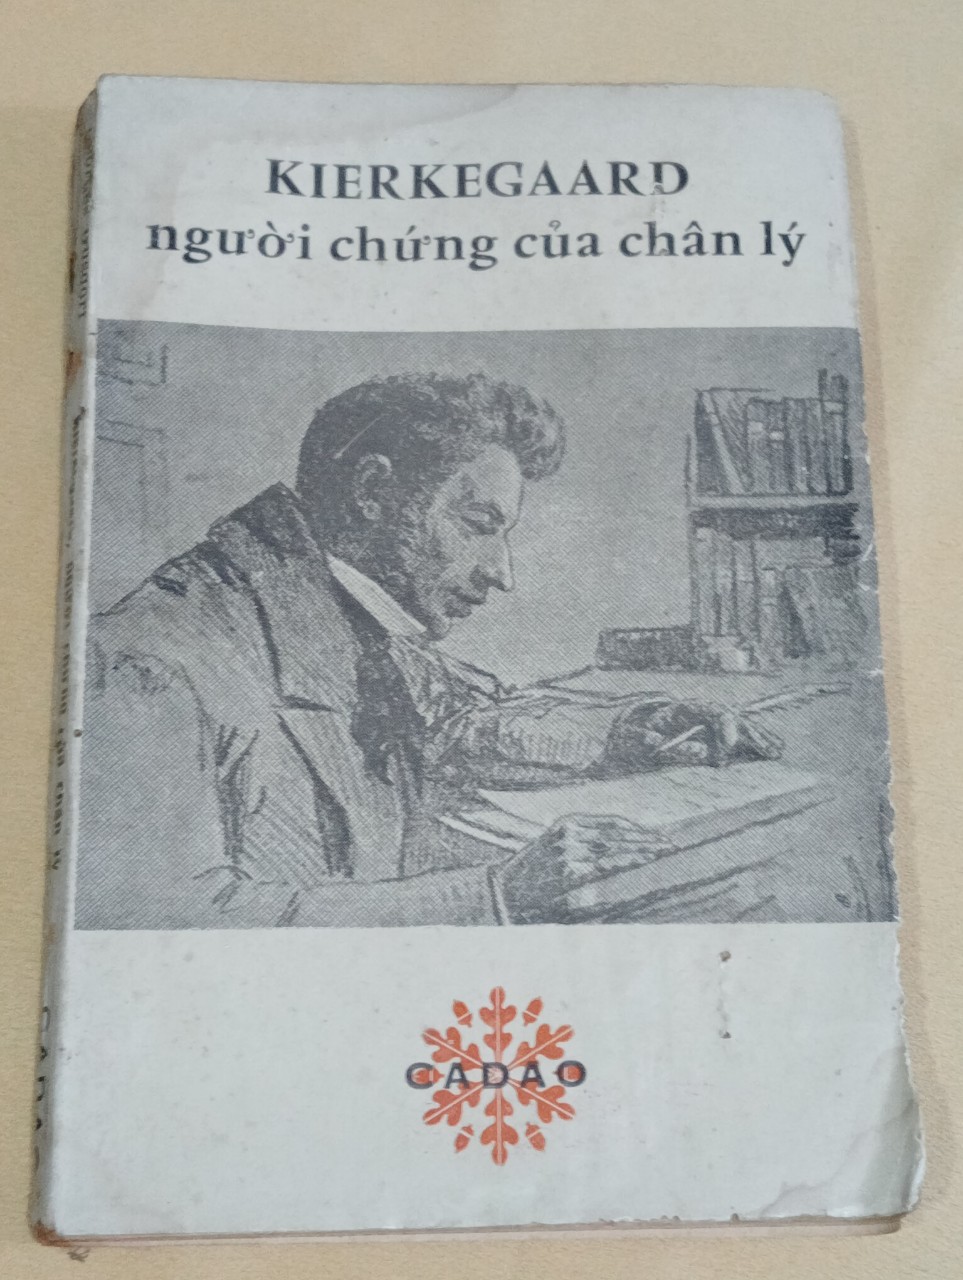 KIERKEGAARD
người chứng của chân lý
CADAO